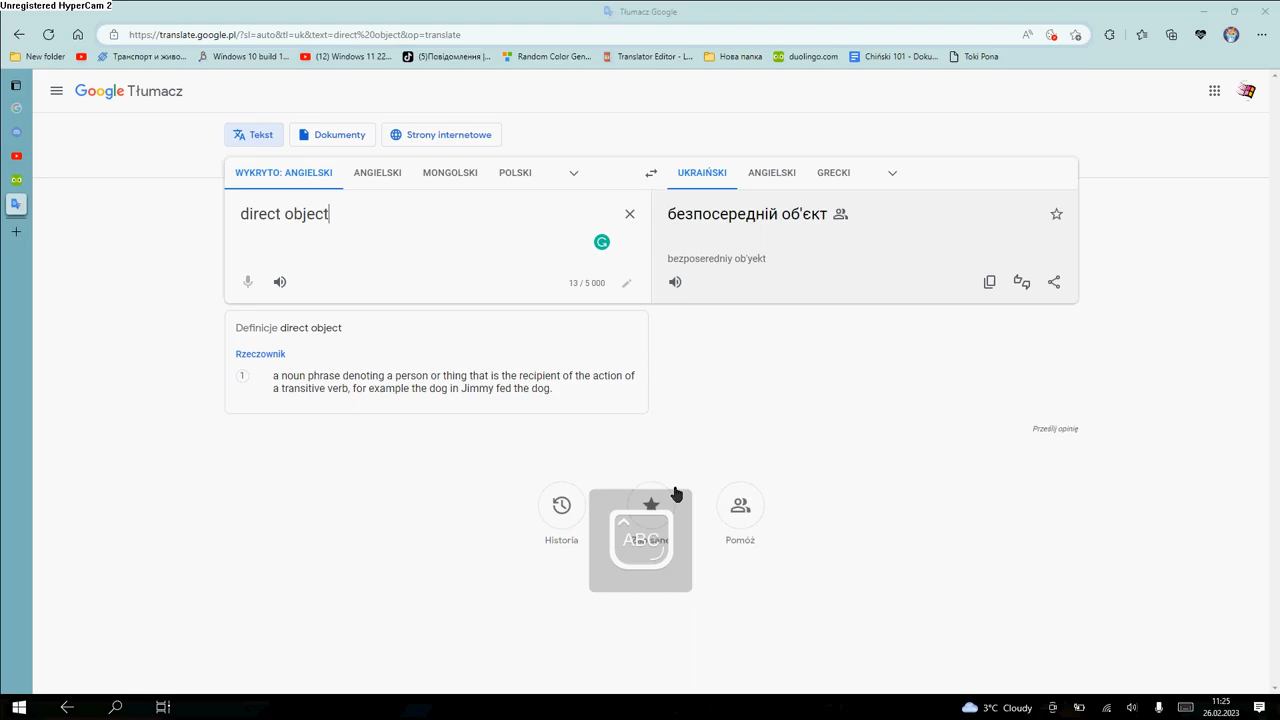 Unregistered HyperCam 2
Tłumacz Google
https://translate.google.pl/?sl=auto&tl=uk&text=direct%20object&op=translate
New folder
Транспорт и живо...
Windows 10 build 1...
(12) Windows 11 22...
(5)Повідомлення |...
Random Color Gen...
Translator Editor - L...
Нова папка
duolingo.com
Chiński 101 - Doku...
Toki Pona
Google Tłumacz
Tekst
Dokumenty
Strony internetowe
WYKRYTO: ANGIELSKI
ANGIELSKI
MONGOLSKI
POLSKI
UKRAIŃSKI
ANGIELSKI
GRECKI
direct object
безпосередній об'єкт
bezposeredniy ob'yekt
13 / 5 000
Definicje direct object
Rzeczownik
1
a noun phrase denoting a person or thing that is the recipient of the action of
a transitive verb, for example the dog in Jimmy fed the dog.
Prześlij opinię
ABC
Historia
Pomóż
3°C Cloudy
11:25
26.02.2023